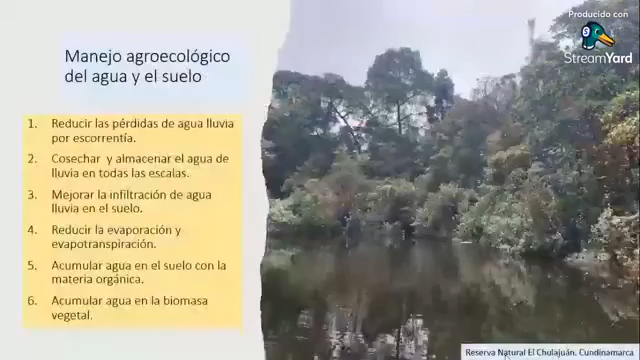 Manejo agroecológico
del agua y el suelo
1. Reducir las pérdidas de agua lluvia
por escorrentía.
2. Cosechar y almacenar el agua de
lluvia en todas las escalas.
3. Mejorar la infiltración de agua
lluvia en el suelo.
4. Reducir la evaporación y
evapotranspiración.
5. Acumular agua en el suelo con la
materia orgánica.
6. Acumular agua en la biomasa
vegetal.
Producido con
StreamYard
Reserva Natural El Chulajuán. Cundinamarca